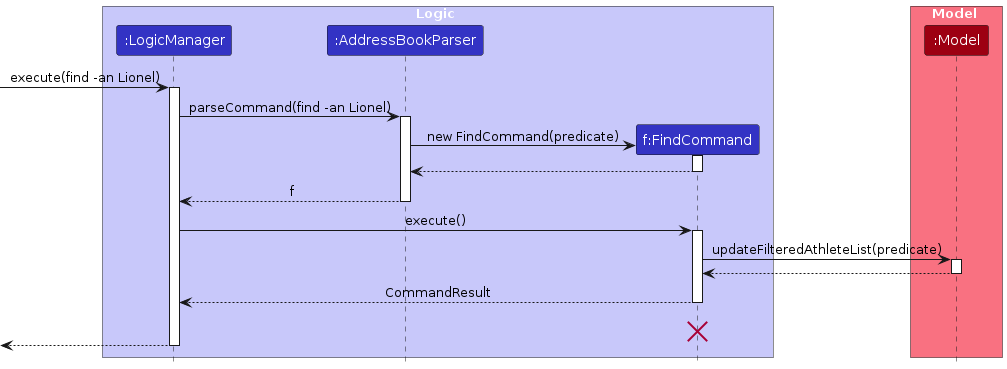 Logic
Model
:LogicManager
:AddressBookParser
:Model
execute(find -an Lionel)
parseCommand(find -an Lionel)
new FindCommand(predicate)
f:FindCommand
f
execute()
updateFilteredAthleteList(predicate)
CommandResult